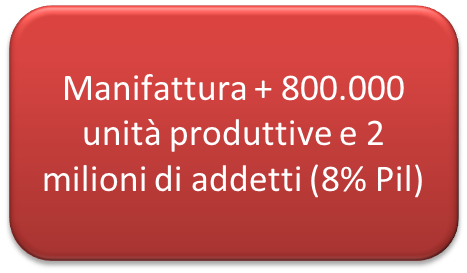 Manifattura + 800.000
unità produttive e 2
milioni di addetti (8% Pil)